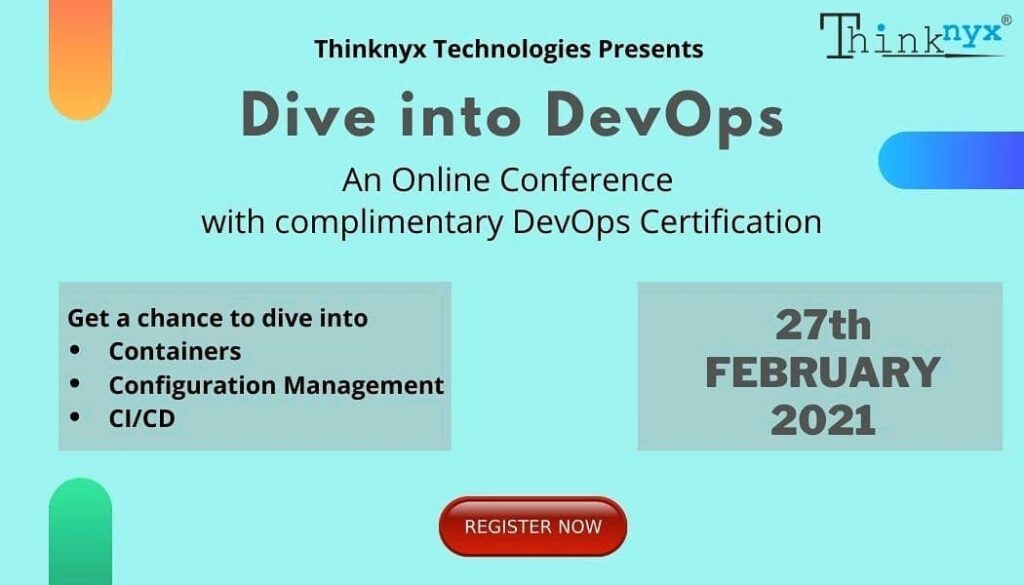 Thinknyx®
Thinknyx Technologies Presents
Dive into DevOps
An Online Conference
with complimentary DevOps Certification
Get a chance to dive into
• Containers
• Configuration Management
• CI/CD
27th
FEBRUARY
2021
REGISTER NOW